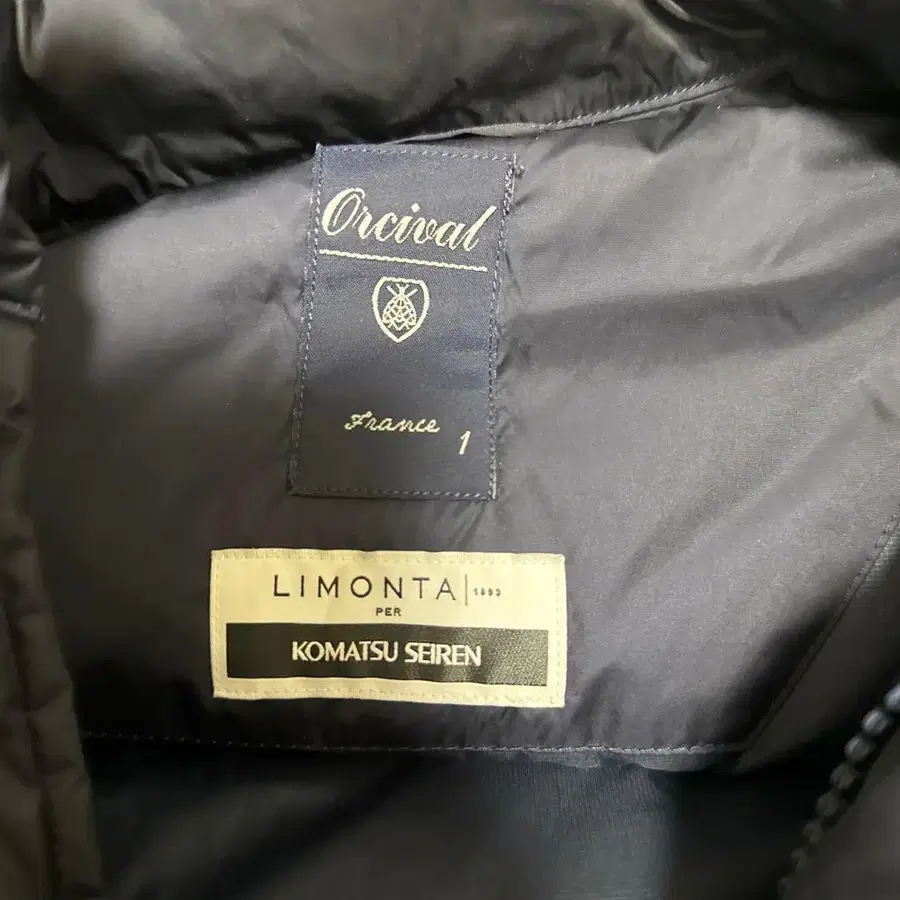 Orcival
France
1
LIMONTA 1893
PER
KOMATSU SEIREN